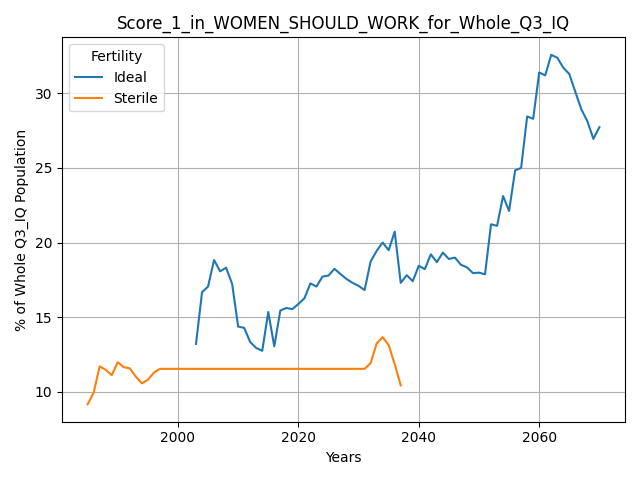 Score_1_in_WOMEN_SHOULD_WORK_for_Whole_Q3_IQ
Fertility
Ideal
Sterile
% of Whole Q3_IQ Population
30
25
20
15
10
2000
2020
2040
2060
Years